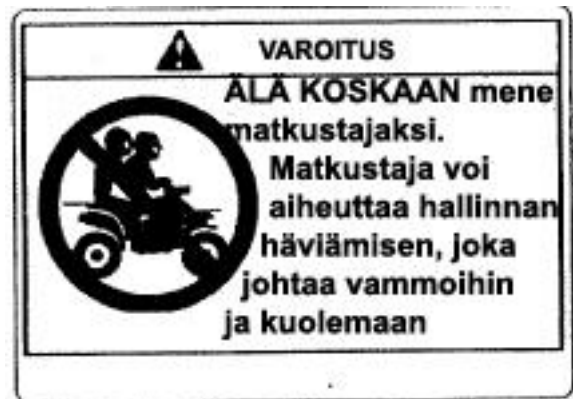 VAROITUS
ÄLÄ KOSKAAN mene
matkustajaksi.
Matkustaja voi
aiheuttaa hallinnan
häviämisen, joka
johtaa vammoihin
ja kuolemaan